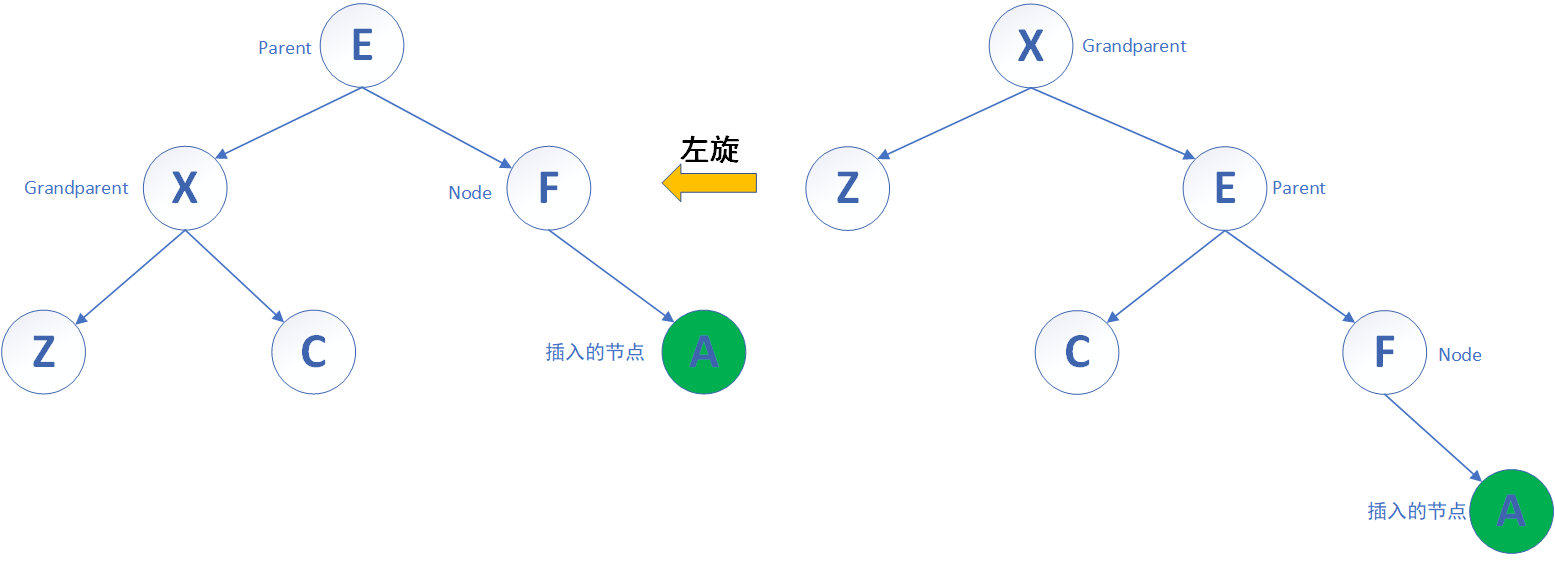 Parent
E
X
Grandparent
左旋
Grandparent
X
Node
F
Z
E
Parent
Z
C
插入的节点
A
C
F
Node
插入的节点
A